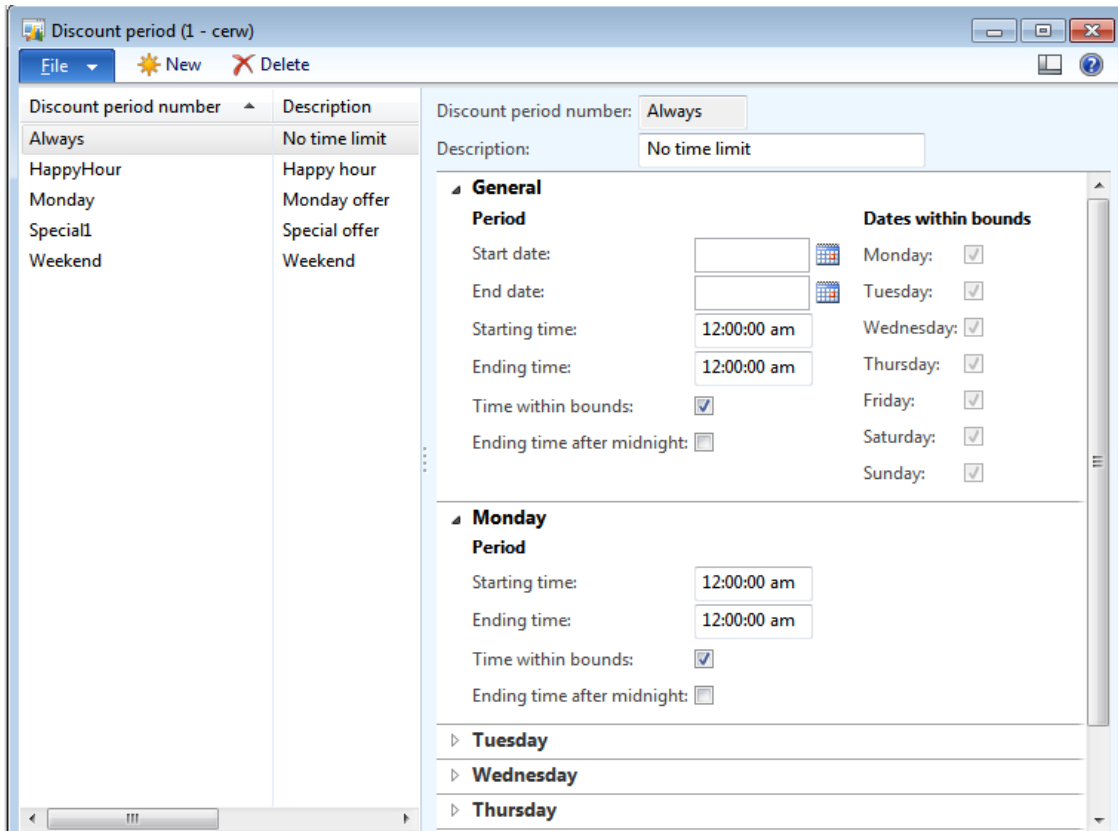 Discount period (1 - cerw)
File New Delete
Discount period number Description
Always No time limit
HappyHour Happy hour
Monday Monday offer
Special1 Special offer
Weekend Weekend
Discount period number: Always
Description: No time limit
General
Period Dates within bounds
Start date: Monday:
End date: Tuesday:
Starting time: 12:00:00 am Wednesday:
Ending time: 12:00:00 am Thursday:
Time within bounds: Friday:
Ending time after midnight: Saturday:
Sunday:
Monday
Period
Starting time: 12:00:00 am
Ending time: 12:00:00 am
Time within bounds:
Ending time after midnight:
Tuesday
Wednesday
Thursday